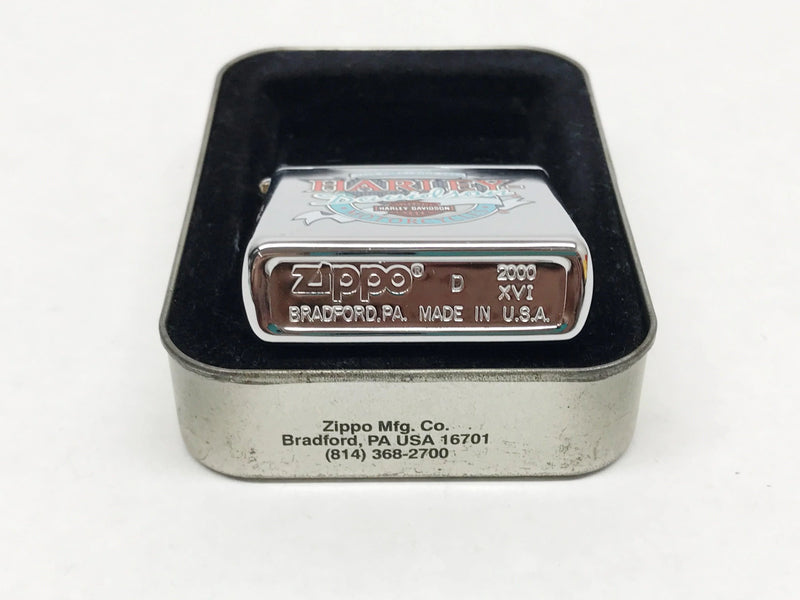 HARLEY
Davidson
HARLEY-DAVIDSON
Zippo® D 2000
XVI
BRADFORD, PA. MADE IN U.S.A.
Zippo Mfg. Co.
Bradford, PA USA 16701
(814) 368-2700